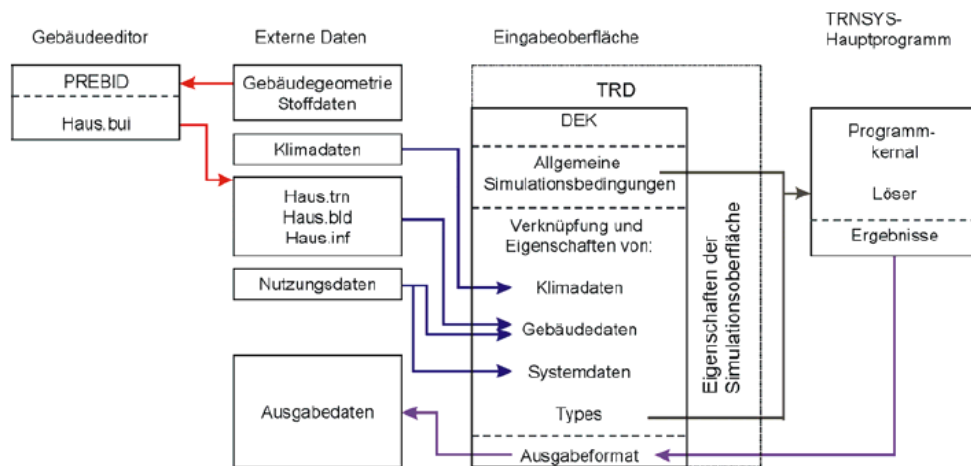 Gebäudeeditor
Externe Daten
Eingabeoberfläche
TRNSYS-
Hauptprogramm
PREBID
Haus.bui
Gebäudegeometrie
Stoffdaten
Klimadaten
Haus.trn
Haus.bld
Haus.inf
Nutzungsdaten
Ausgabedaten
TRD
DEK
Allgemeine
Simulationsbedingungen
Verknüpfung und
Eigenschaften von:
Klimadaten
Gebäudedaten
Systemdaten
Types
Ausgabeformat
Eigenschaften der
Simulationsoberfläche
Programm-
kernal
Löser
Ergebnisse